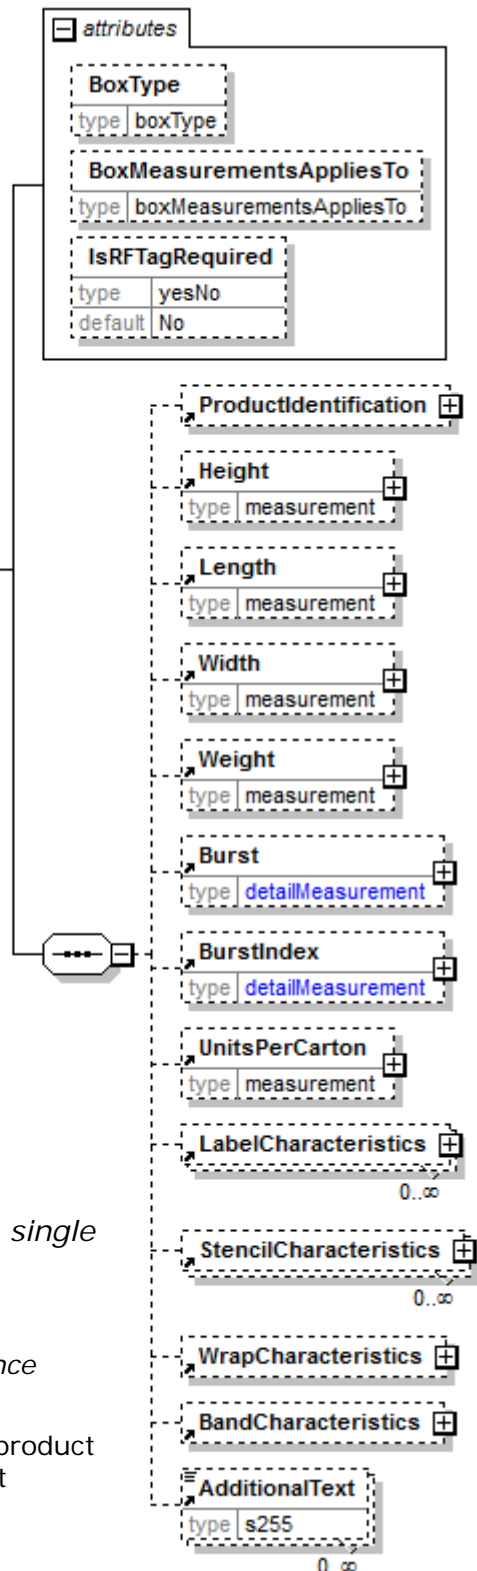 attributes
BoxType
type boxType
BoxMeasurementsAppliesTo
type boxMeasurementsAppliesTo
IsRFTagRequired
type yesNo
default No
ProductIdentification
Height
type measurement
Length
type measurement
Width
type measurement
Weight
type measurement
Burst
type detailMeasurement
BurstIndex
type detailMeasurement
UnitsPerCarton
type measurement
LabelCharacteristics
0..∞
single
StencilCharacteristics
0..∞
nce
WrapCharacteristics
product
BandCharacteristics
t
AdditionalText
type s255
0..∞